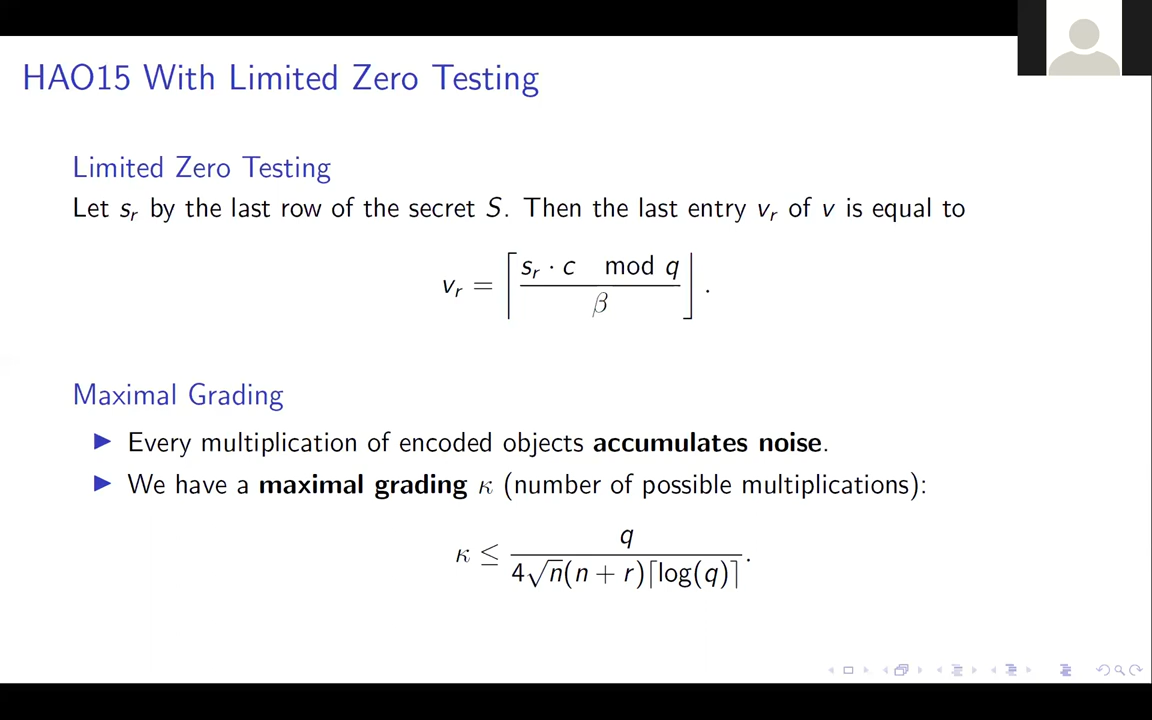 HAO15 With Limited Zero Testing
Limited Zero Testing
Let s_r by the last row of the secret S. Then the last entry v_r of v is equal to
v_r = ⌈ (s_r · c mod q) / β ⌋ .
Maximal Grading
▶ Every multiplication of encoded objects accumulates noise.
▶ We have a maximal grading κ (number of possible multiplications):
κ ≤ q / (4√n(n + r)⌈log(q)⌉).